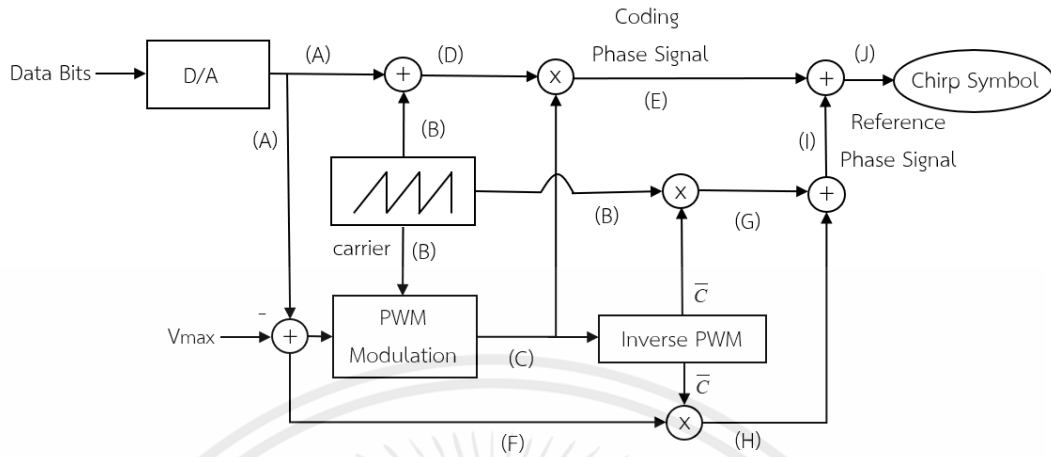 Coding
Phase Signal
(A)
(D)
(J)
Data Bits
D/A
+
x
(E)
+
Chirp Symbol
(A)
(B)
(I)
Reference
Phase Signal
x
+
(B)
(G)
carrier
(B)
C̅
-
PWM
Modulation
Vmax
+
(C)
Inverse PWM
C̅
x
(F)
(H)